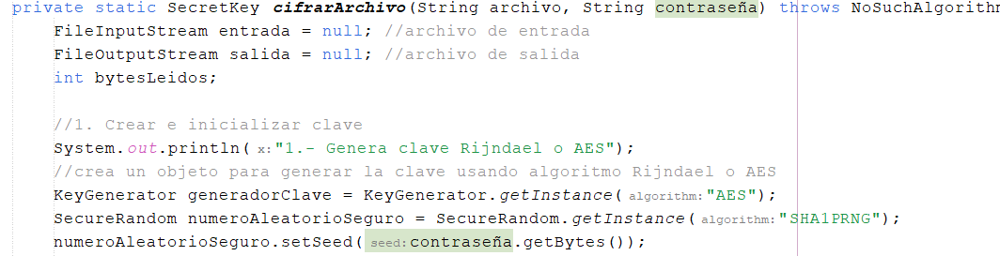 private static SecretKey cifrarArchivo(String archivo, String contraseña) throws NoSuchAlgorithm
FileInputStream entrada = null; //archivo de entrada
FileOutputStream salida = null; //archivo de salida
int bytesLeidos;
//1. Crear e inicializar clave
System.out.println( x: "1.- Genera clave Rijndael o AES");
//crea un objeto para generar la clave usando algoritmo Rijndael o AES
KeyGenerator generadorClave = KeyGenerator.getInstance( algorithm: "AES");
SecureRandom numeroAleatorioSeguro = SecureRandom.getInstance( algorithm: "SHA1PRNG");
numeroAleatorioSeguro.setSeed( seed: contraseña.getBytes());